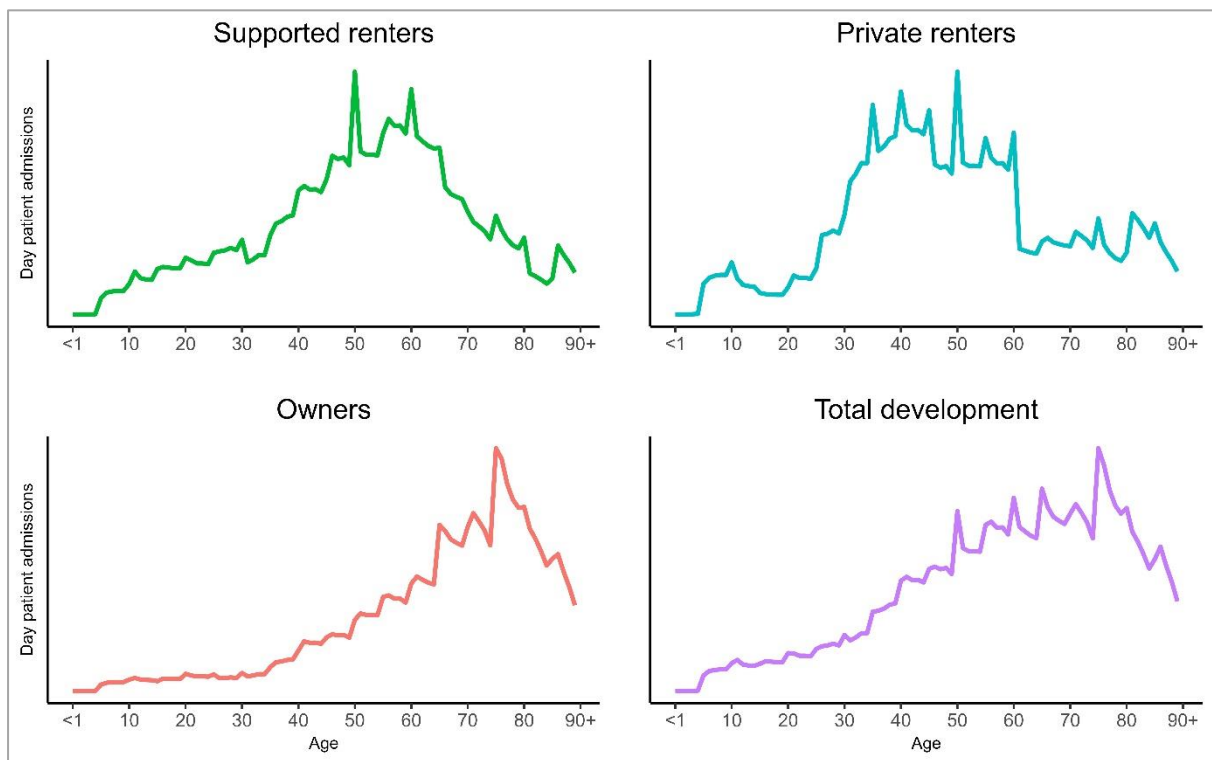 Supported renters
Private renters
Day patient admissions
<1 10 20 30 40 50 60 70 80 90+
<1 10 20 30 40 50 60 70 80 90+
Owners
Total development
Day patient admissions
<1 10 20 30 40 50 60 70 80 90+
<1 10 20 30 40 50 60 70 80 90+
Age
Age